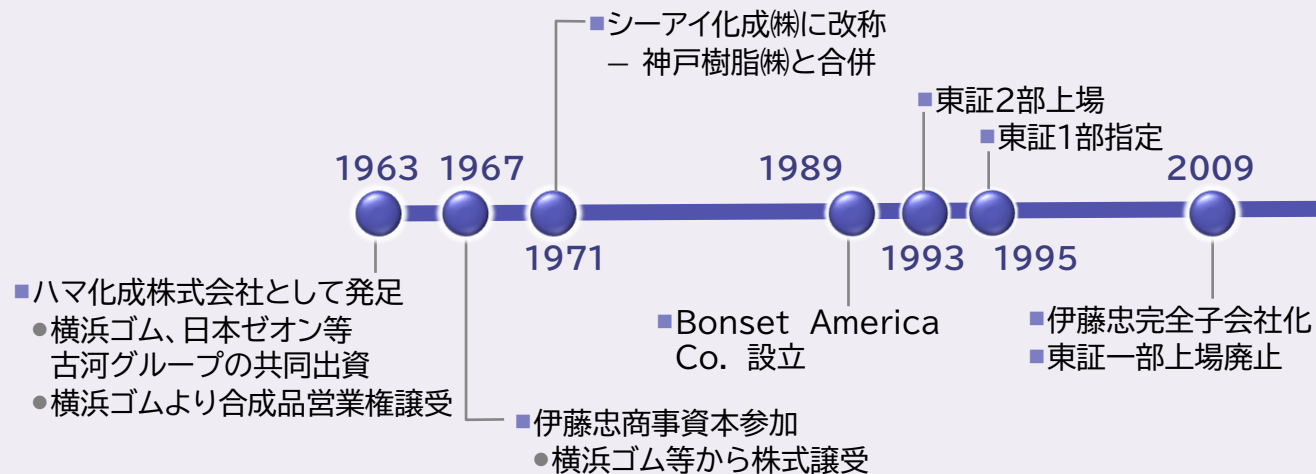 ■シーアイ化成㈱に改称
– 神戸樹脂㈱と合併
■東証2部上場
■東証1部指定
1963
1967
1989
2009
1971
1993
1995
■ハマ化成株式会社として発足
●横浜ゴム、日本ゼオン等
古河グループの共同出資
●横浜ゴムより合成品営業権譲受
■Bonset America
Co. 設立
■伊藤忠完全子会社化
■東証一部上場廃止
■伊藤忠商事資本参加
●横浜ゴム等から株式譲受